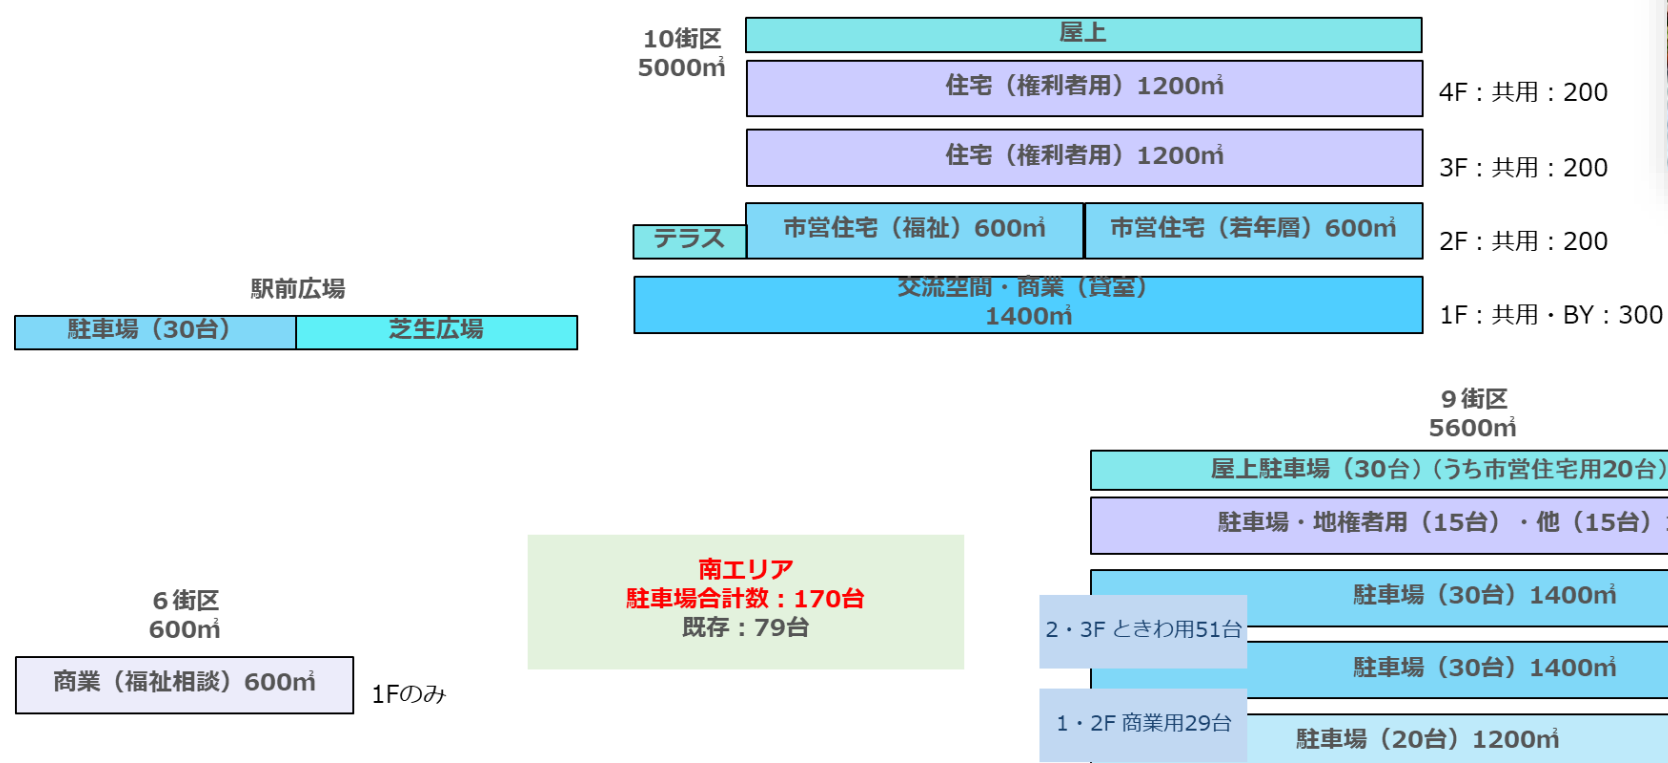 10街区
5000㎡
屋上
住宅（権利者用）1200㎡
4F：共用：200
住宅（権利者用）1200㎡
3F：共用：200
テラス
市営住宅（福祉）600㎡
市営住宅（若年層）600㎡
2F：共用：200
交流空間・商業（貸室）
1400㎡
1F：共用・BY：300
駅前広場
駐車場（30台）
芝生広場
９街区
5600㎡
屋上駐車場（30台）（うち市営住宅用20台）
駐車場・地権者用（15台）・他（15台）
南エリア
駐車場合計数：170台
既存：79台
駐車場（30台）1400㎡
2・3F ときわ用51台
駐車場（30台）1400㎡
1・2F 商業用29台
駐車場（20台）1200㎡
６街区
600㎡
商業（福祉相談）600㎡
1Fのみ